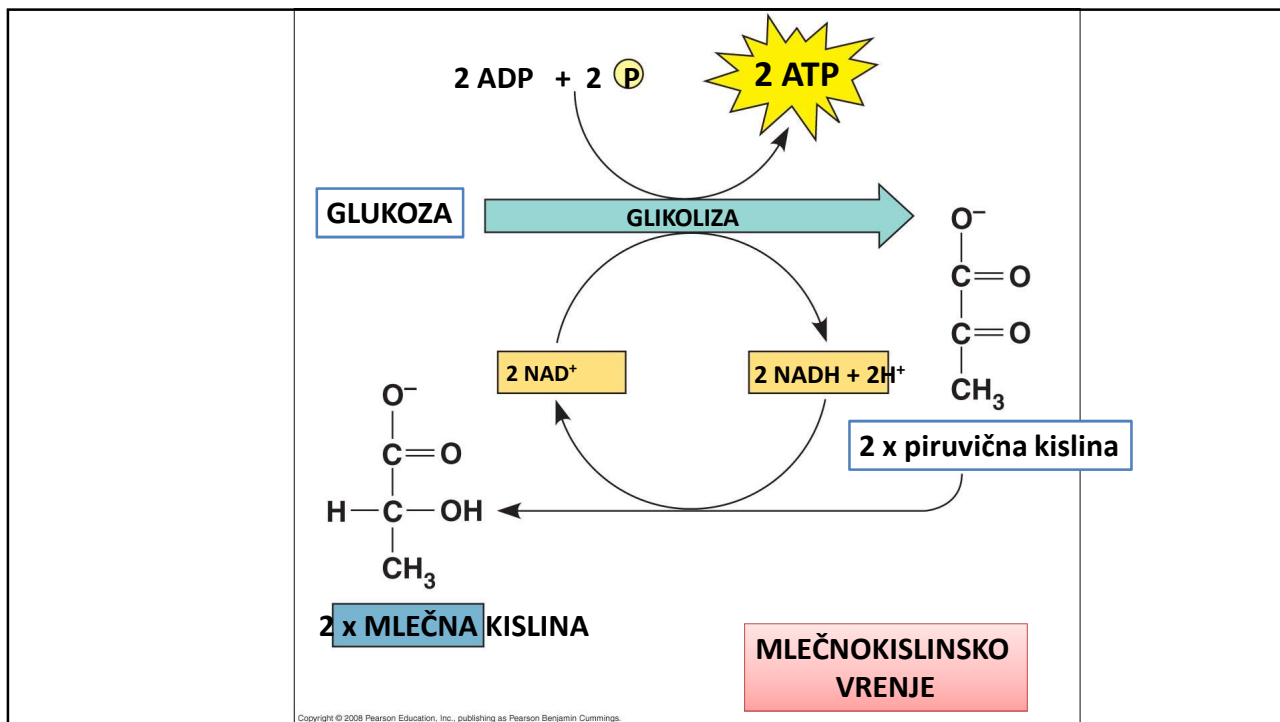 2 ADP + 2 P
2 ATP
GLUKOZA
GLIKOLIZA
O–
C=O
C=O
CH3
2 NAD+
2 NADH + 2H+
2 x piruvična kislina
O–
C=O
H—C—OH
CH3
2 x MLEČNA KISLINA
MLEČNOKISLINSKO
VRENJE
Copyright © 2008 Pearson Education, Inc., publishing as Pearson Benjamin Cummings.